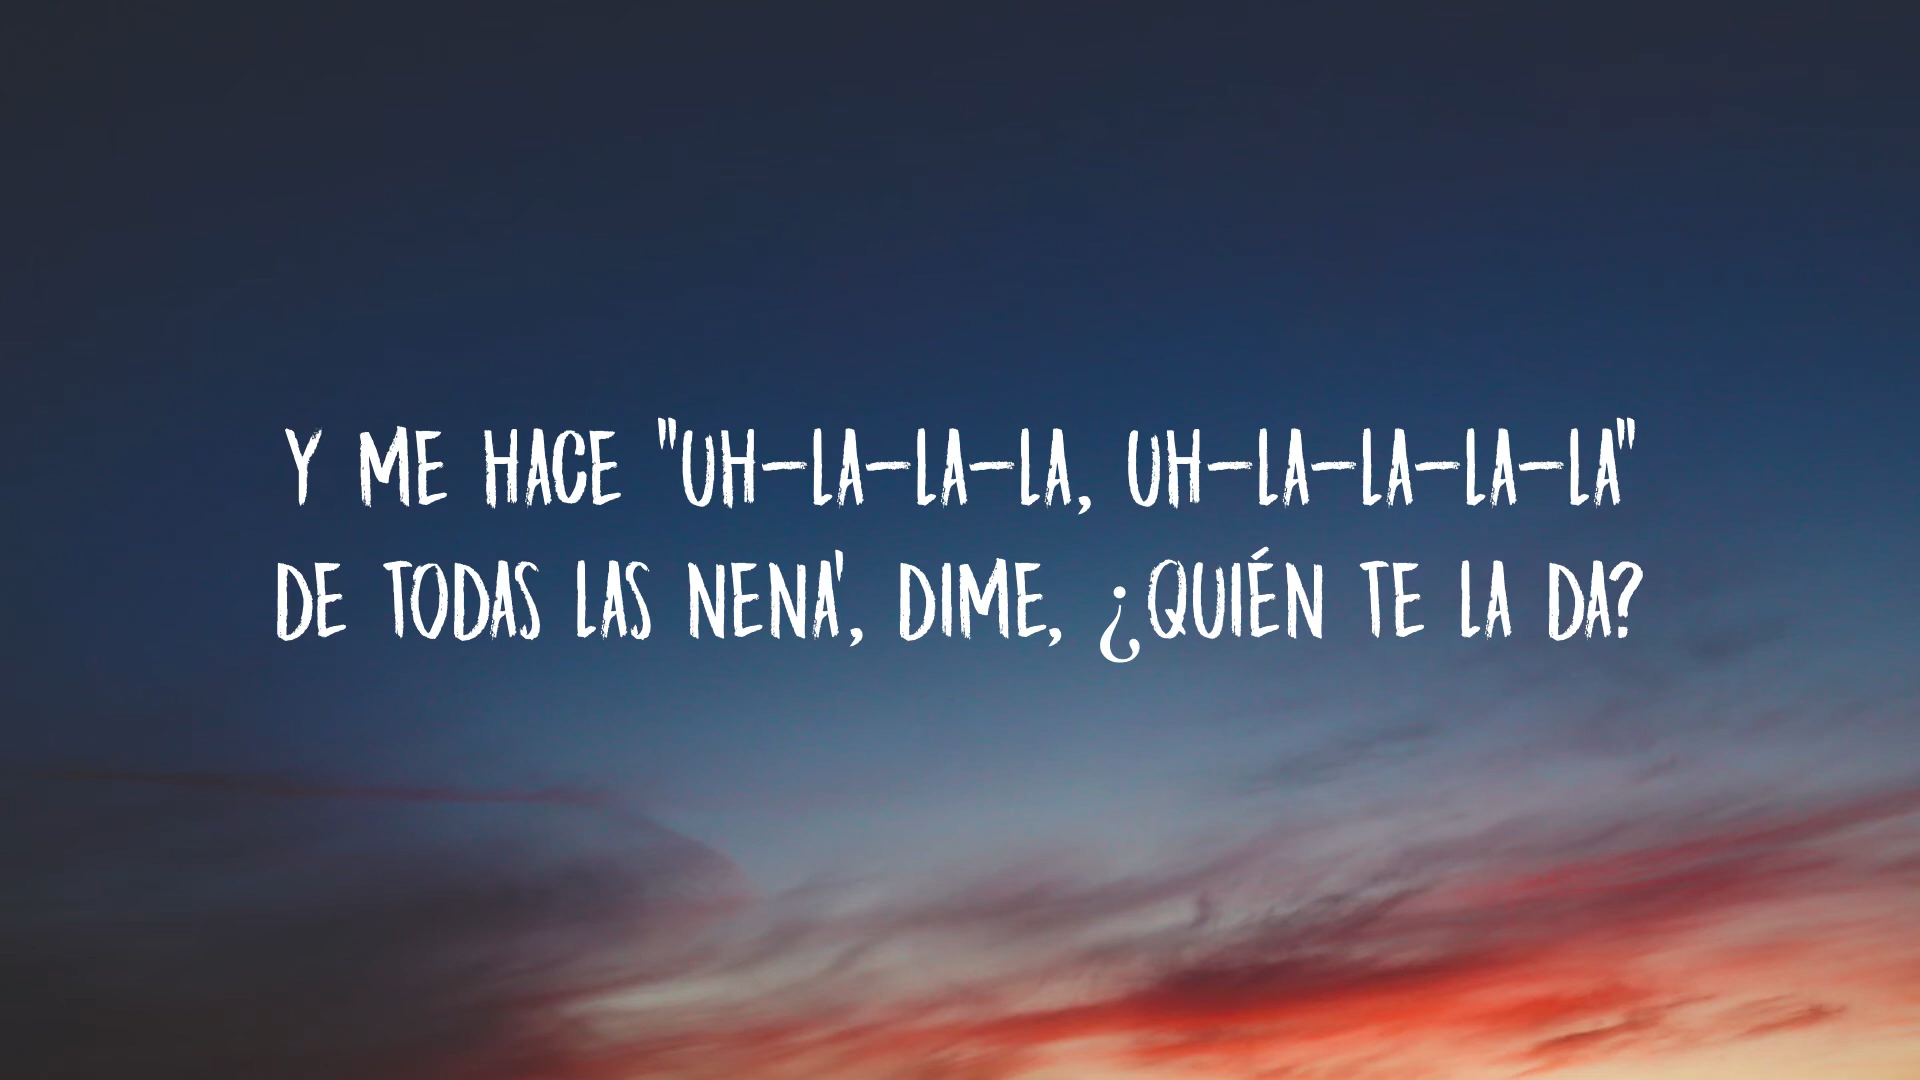 Y ME HACE "UH-LA-LA-LA, UH-LA-LA-LA-LA"
DE TODAS LAS NENA', DIME, ¿QUIÉN TE LA DA?